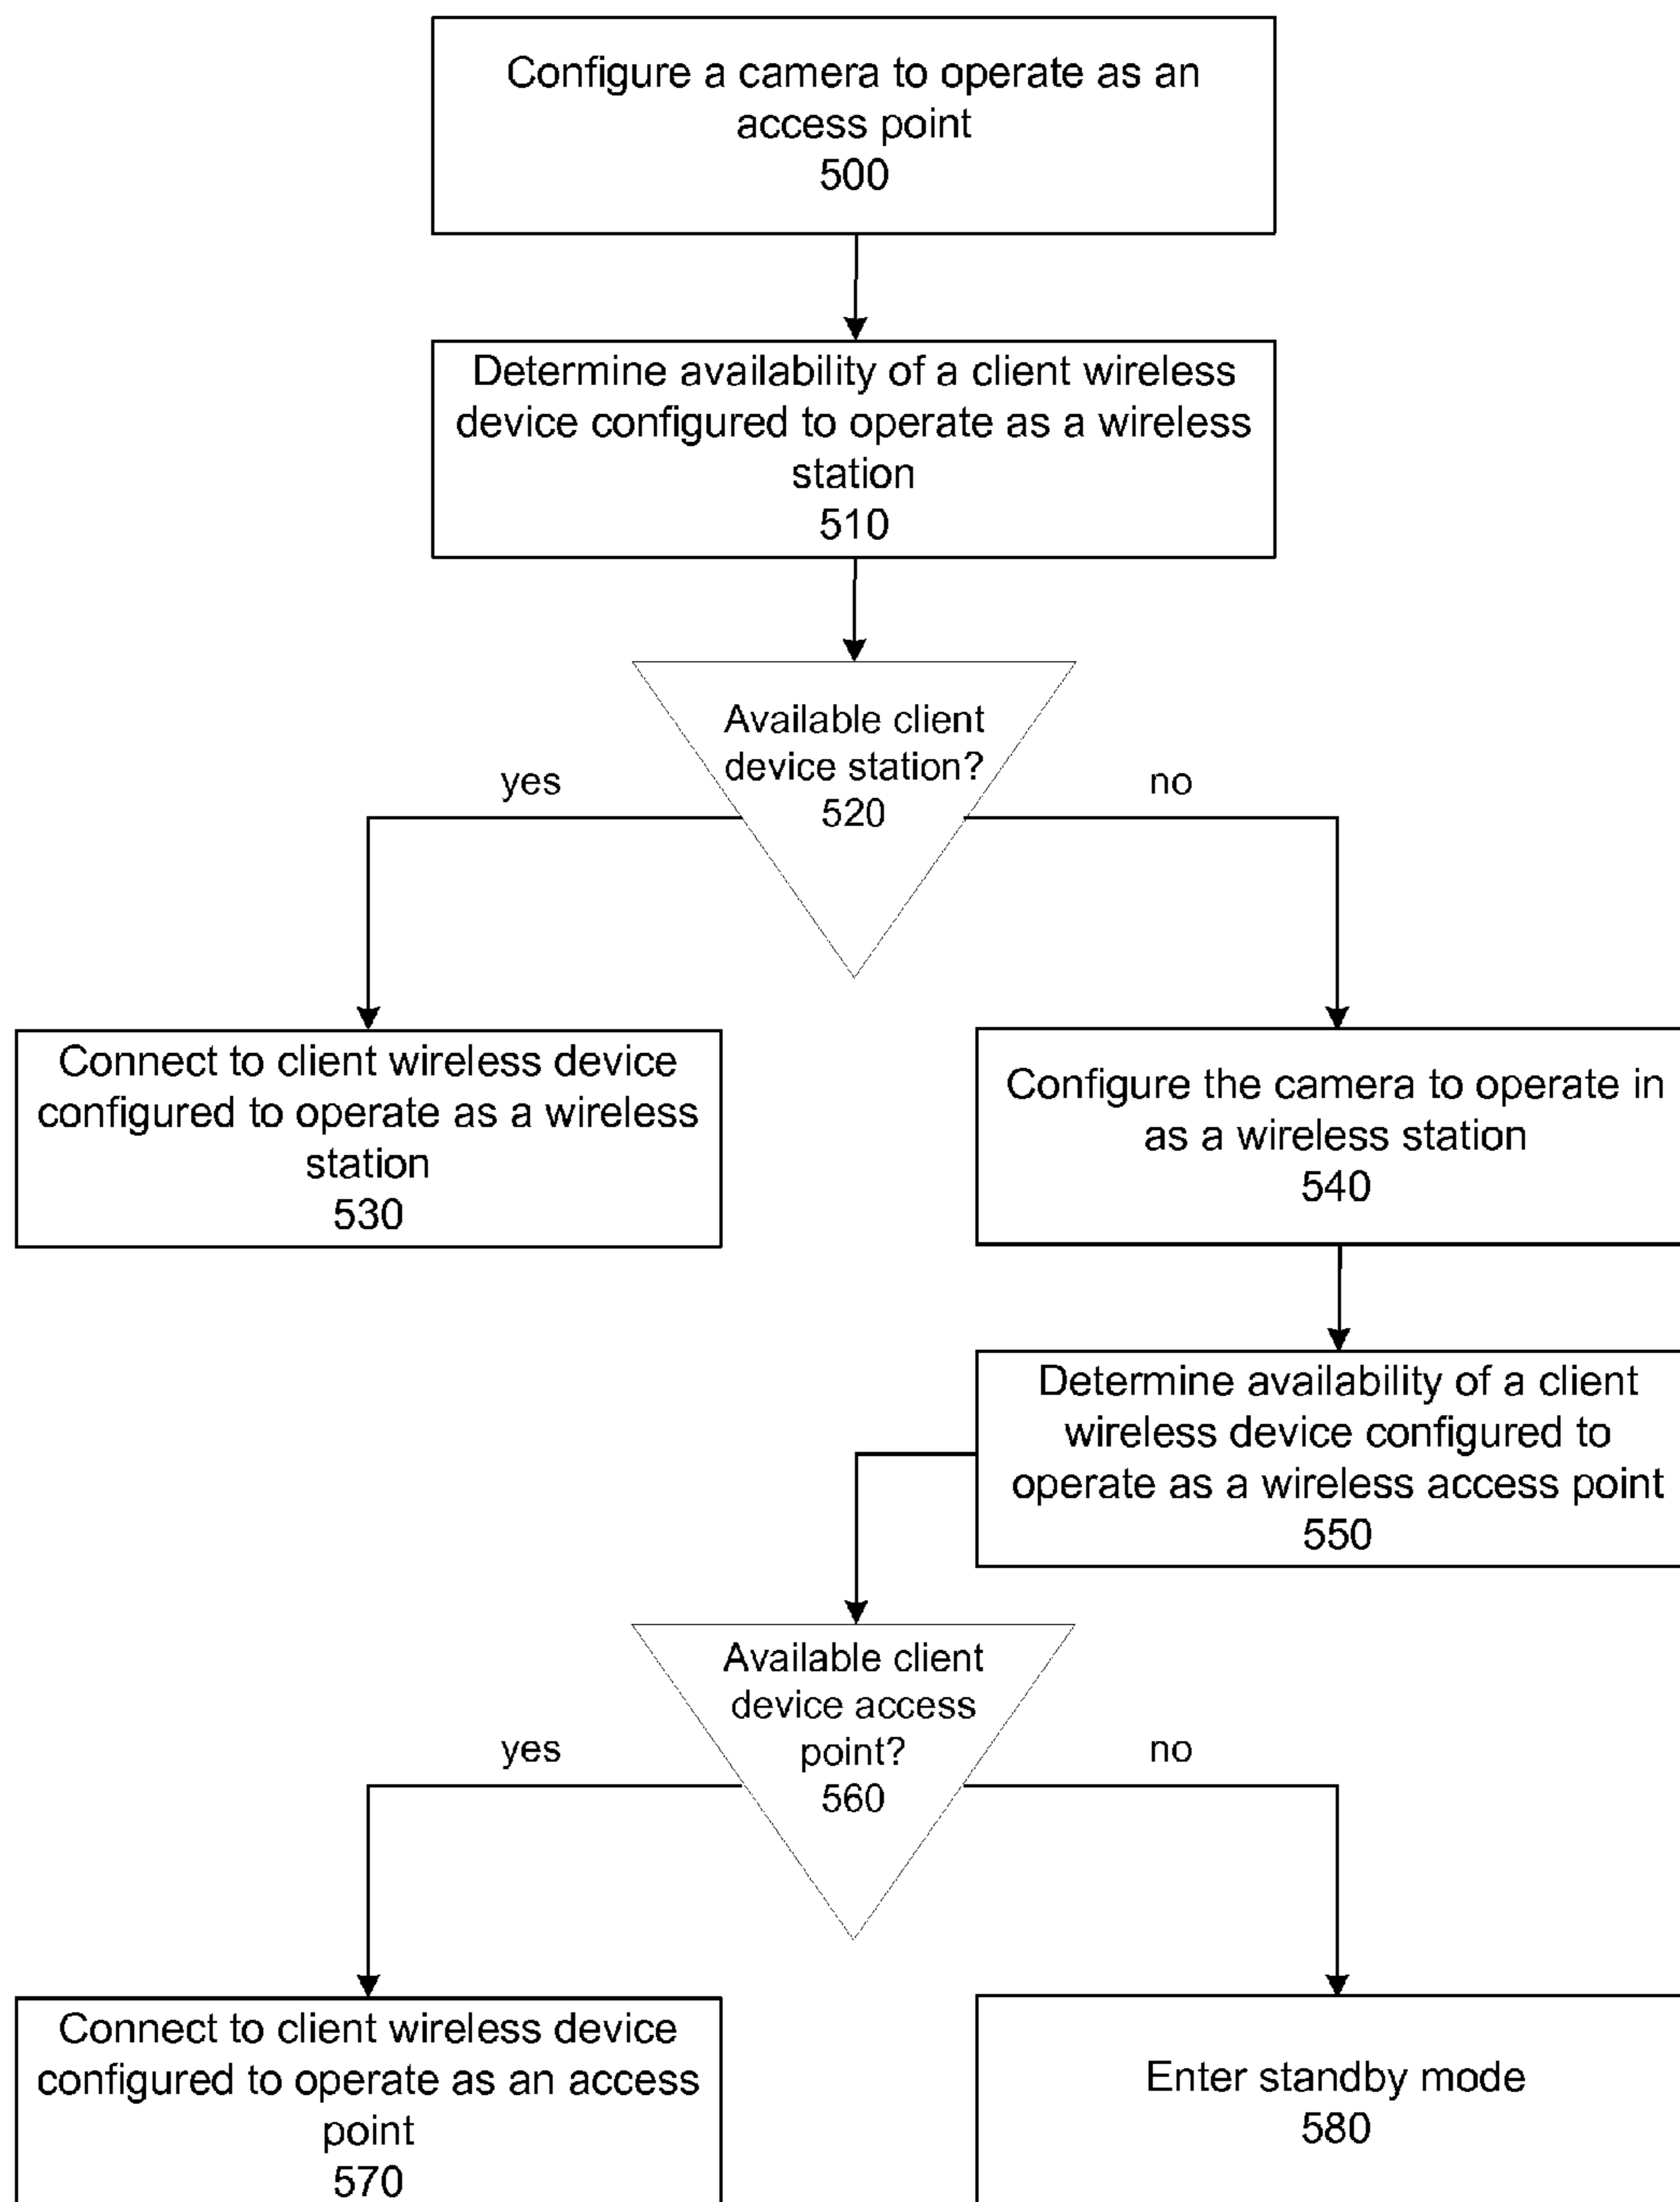 Configure a camera to operate as an
access point
500
Determine availability of a client wireless
device configured to operate as a wireless
station
510
Available client
device station?
520
yes
no
Connect to client wireless device
configured to operate as a wireless
station
530
Configure the camera to operate in
as a wireless station
540
Determine availability of a client
wireless device configured to
operate as a wireless access point
550
Available client
device access
point?
560
yes
no
Connect to client wireless device
configured to operate as an access
point
570
Enter standby mode
580